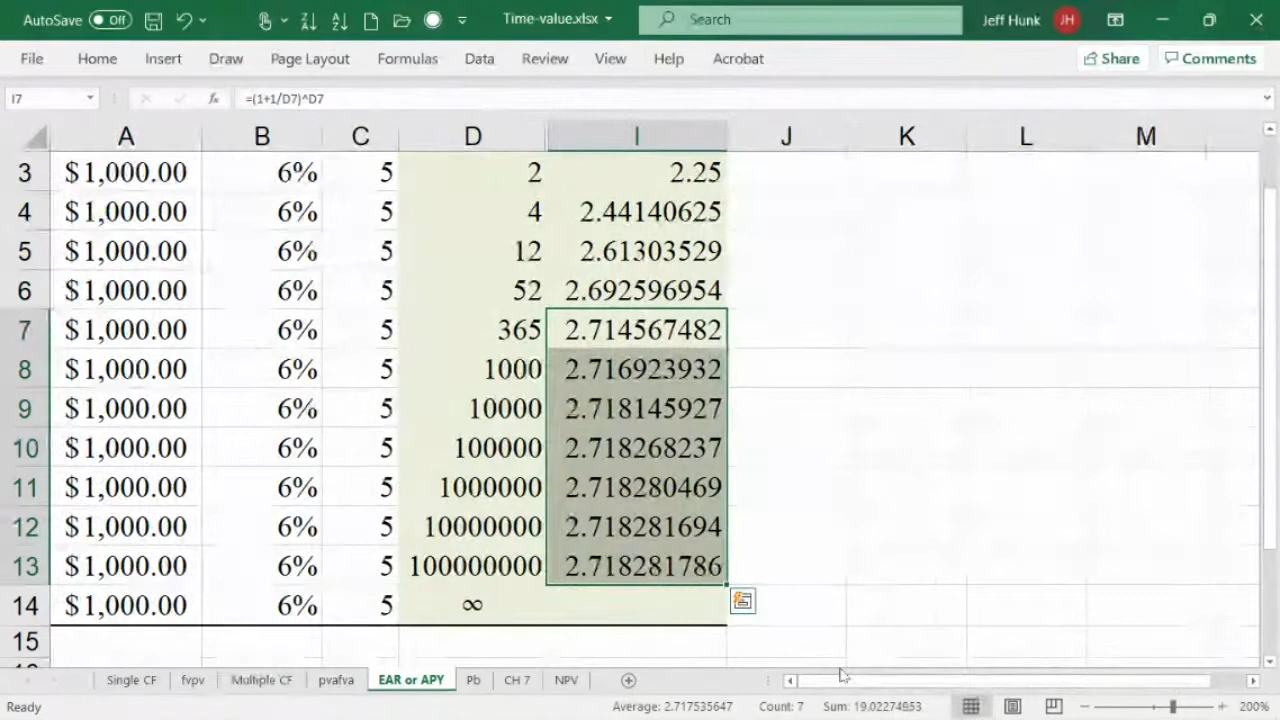 AutoSave Off Time-value.xlsx Search Jeff Hunk JH
File Home Insert Draw Page Layout Formulas Data Review View Help Acrobat Share Comments
I7 fx =(1+1/D7)^D7
A B C D I J K L M
3 $1,000.00 6% 5 2 2.25
4 $1,000.00 6% 5 4 2.44140625
5 $1,000.00 6% 5 12 2.61303529
6 $1,000.00 6% 5 52 2.692596954
7 $1,000.00 6% 5 365 2.714567482
8 $1,000.00 6% 5 1000 2.716923932
9 $1,000.00 6% 5 10000 2.718145927
10 $1,000.00 6% 5 100000 2.718268237
11 $1,000.00 6% 5 1000000 2.718280469
12 $1,000.00 6% 5 10000000 2.718281694
13 $1,000.00 6% 5 100000000 2.718281786
14 $1,000.00 6% 5 ∞
15
Single CF fvpv Multiple CF pvafva EAR or APY Pb CH 7 NPV
Ready Average: 2.717535647 Count: 7 Sum: 19.02274953 200%